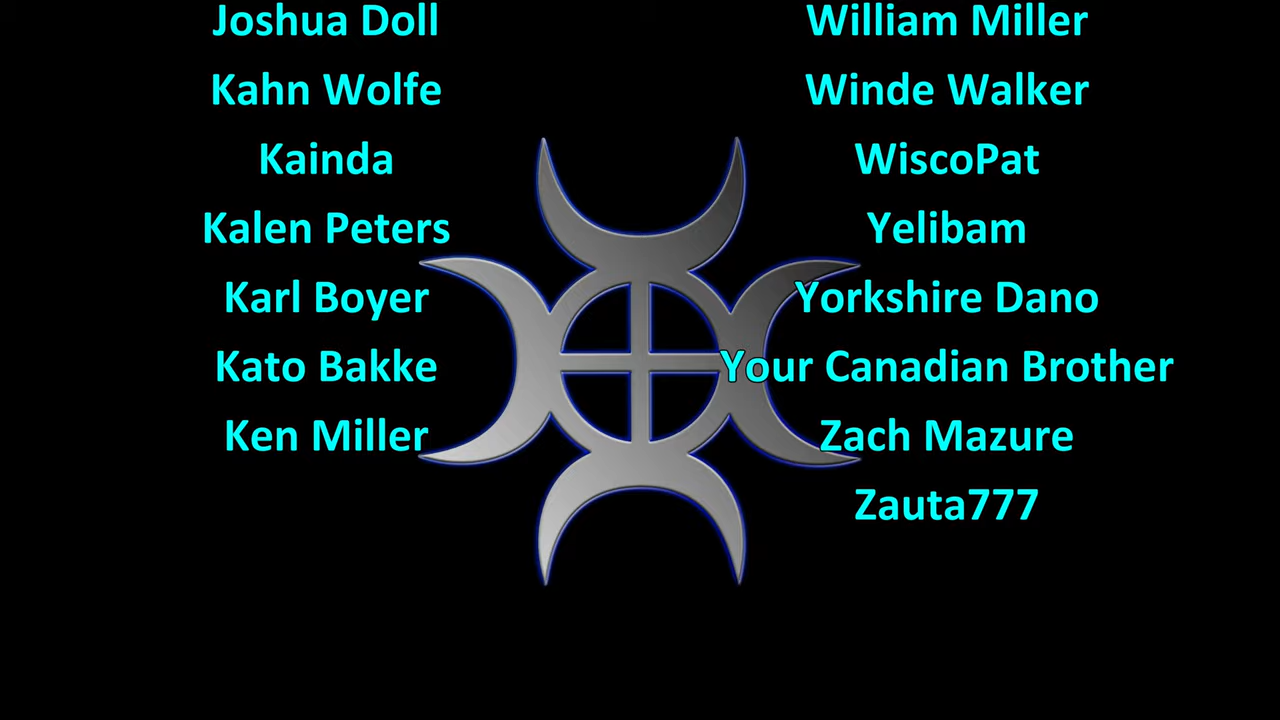 Joshua Doll
Kahn Wolfe
Kainda
Kalen Peters
Karl Boyer
Kato Bakke
Ken Miller
William Miller
Winde Walker
WiscoPat
Yelibam
Yorkshire Dano
Your Canadian Brother
Zach Mazure
Zauta777